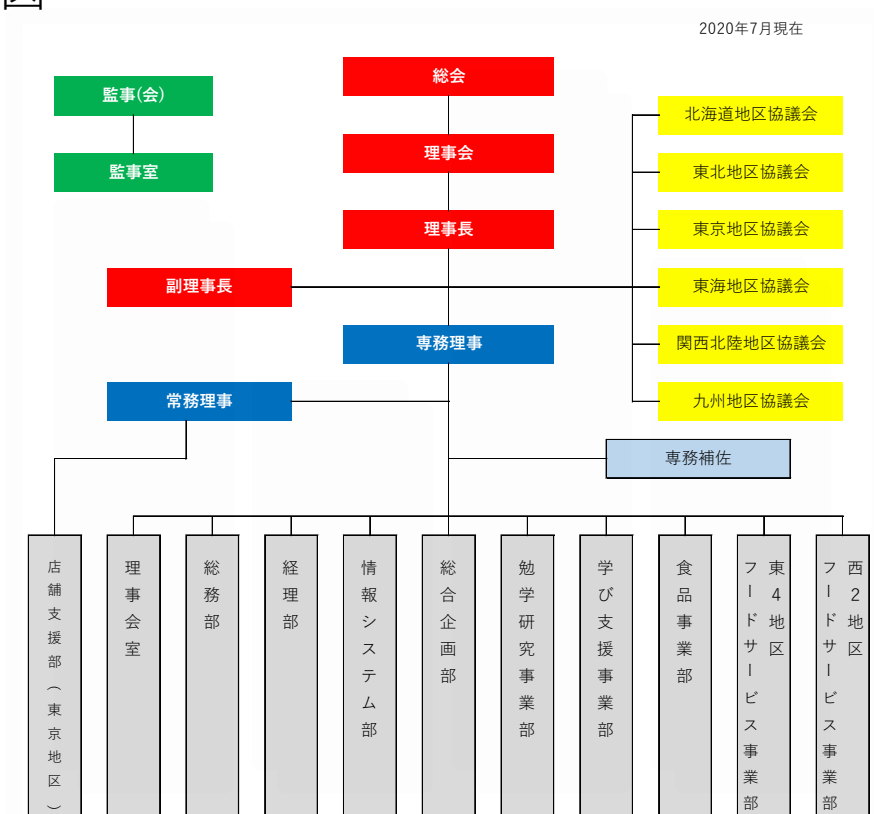 図
2020年7月現在
総会
監事(会)
北海道地区協議会
理事会
監事室
東北地区協議会
理事長
東京地区協議会
副理事長
東海地区協議会
専務理事
関西北陸地区協議会
常務理事
九州地区協議会
専務補佐
店舗支援部(東京地区)
理事会室
総務部
経理部
情報システム部
総合企画部
勉学研究事業部
学び支援事業部
食品事業部
東4地区
フードサービス事業部
西2地区
フードサービス事業部